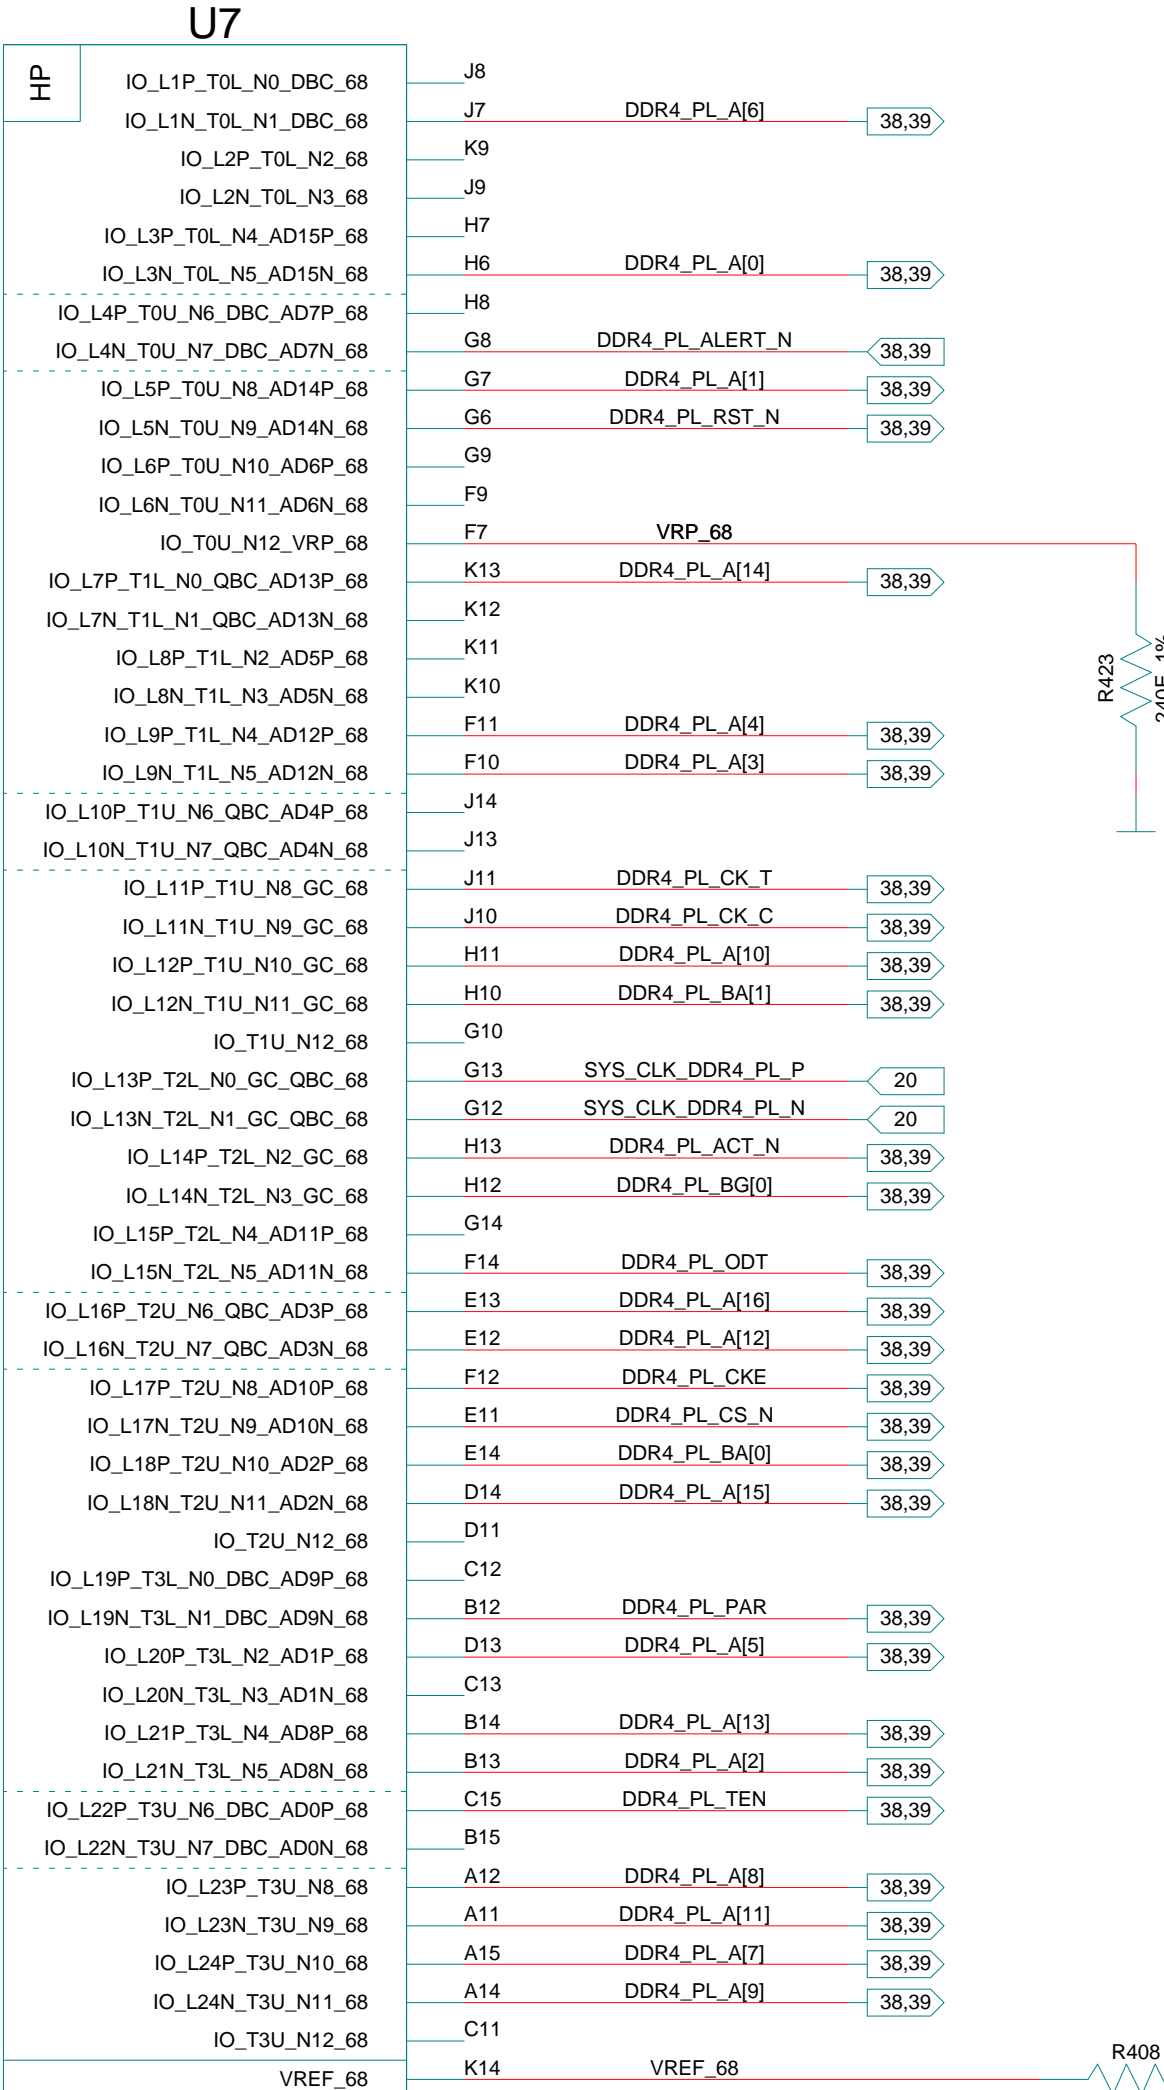 U7
HP
IO_L1P_T0L_N0_DBC_68 J8
IO_L1N_T0L_N1_DBC_68 J7 DDR4_PL_A[6] 38,39
IO_L2P_T0L_N2_68 K9
IO_L2N_T0L_N3_68 J9
IO_L3P_T0L_N4_AD15P_68 H7
IO_L3N_T0L_N5_AD15N_68 H6 DDR4_PL_A[0] 38,39
IO_L4P_T0U_N6_DBC_AD7P_68 H8
IO_L4N_T0U_N7_DBC_AD7N_68 G8 DDR4_PL_ALERT_N 38,39
IO_L5P_T0U_N8_AD14P_68 G7 DDR4_PL_A[1] 38,39
IO_L5N_T0U_N9_AD14N_68 G6 DDR4_PL_RST_N 38,39
IO_L6P_T0U_N10_AD6P_68 G9
IO_L6N_T0U_N11_AD6N_68 F9
IO_T0U_N12_VRP_68 F7 VRP_68
IO_L7P_T1L_N0_QBC_AD13P_68 K13 DDR4_PL_A[14] 38,39
IO_L7N_T1L_N1_QBC_AD13N_68 K12
IO_L8P_T1L_N2_AD5P_68 K11
IO_L8N_T1L_N3_AD5N_68 K10
R423
IO_L9P_T1L_N4_AD12P_68 F11 DDR4_PL_A[4] 38,39
IO_L9N_T1L_N5_AD12N_68 F10 DDR4_PL_A[3] 38,39
IO_L10P_T1U_N6_QBC_AD4P_68 J14
IO_L10N_T1U_N7_QBC_AD4N_68 J13
IO_L11P_T1U_N8_GC_68 J11 DDR4_PL_CK_T 38,39
IO_L11N_T1U_N9_GC_68 J10 DDR4_PL_CK_C 38,39
IO_L12P_T1U_N10_GC_68 H11 DDR4_PL_A[10] 38,39
IO_L12N_T1U_N11_GC_68 H10 DDR4_PL_BA[1] 38,39
IO_T1U_N12_68 G10
IO_L13P_T2L_N0_GC_QBC_68 G13 SYS_CLK_DDR4_PL_P 20
IO_L13N_T2L_N1_GC_QBC_68 G12 SYS_CLK_DDR4_PL_N 20
IO_L14P_T2L_N2_GC_68 H13 DDR4_PL_ACT_N 38,39
IO_L14N_T2L_N3_GC_68 H12 DDR4_PL_BG[0] 38,39
IO_L15P_T2L_N4_AD11P_68 G14
IO_L15N_T2L_N5_AD11N_68 F14 DDR4_PL_ODT 38,39
IO_L16P_T2U_N6_QBC_AD3P_68 E13 DDR4_PL_A[16] 38,39
IO_L16N_T2U_N7_QBC_AD3N_68 E12 DDR4_PL_A[12] 38,39
IO_L17P_T2U_N8_AD10P_68 F12 DDR4_PL_CKE 38,39
IO_L17N_T2U_N9_AD10N_68 E11 DDR4_PL_CS_N 38,39
IO_L18P_T2U_N10_AD2P_68 E14 DDR4_PL_BA[0] 38,39
IO_L18N_T2U_N11_AD2N_68 D14 DDR4_PL_A[15] 38,39
IO_T2U_N12_68 D11
IO_L19P_T3L_N0_DBC_AD9P_68 C12
IO_L19N_T3L_N1_DBC_AD9N_68 B12 DDR4_PL_PAR 38,39
IO_L20P_T3L_N2_AD1P_68 D13 DDR4_PL_A[5] 38,39
IO_L20N_T3L_N3_AD1N_68 C13
IO_L21P_T3L_N4_AD8P_68 B14 DDR4_PL_A[13] 38,39
IO_L21N_T3L_N5_AD8N_68 B13 DDR4_PL_A[2] 38,39
IO_L22P_T3U_N6_DBC_AD0P_68 C15 DDR4_PL_TEN 38,39
IO_L22N_T3U_N7_DBC_AD0N_68 B15
IO_L23P_T3U_N8_68 A12 DDR4_PL_A[8] 38,39
IO_L23N_T3U_N9_68 A11 DDR4_PL_A[11] 38,39
IO_L24P_T3U_N10_68 A15 DDR4_PL_A[7] 38,39
IO_L24N_T3U_N11_68 A14 DDR4_PL_A[9] 38,39
IO_T3U_N12_68 C11
VREF_68 K14 VREF_68 R408